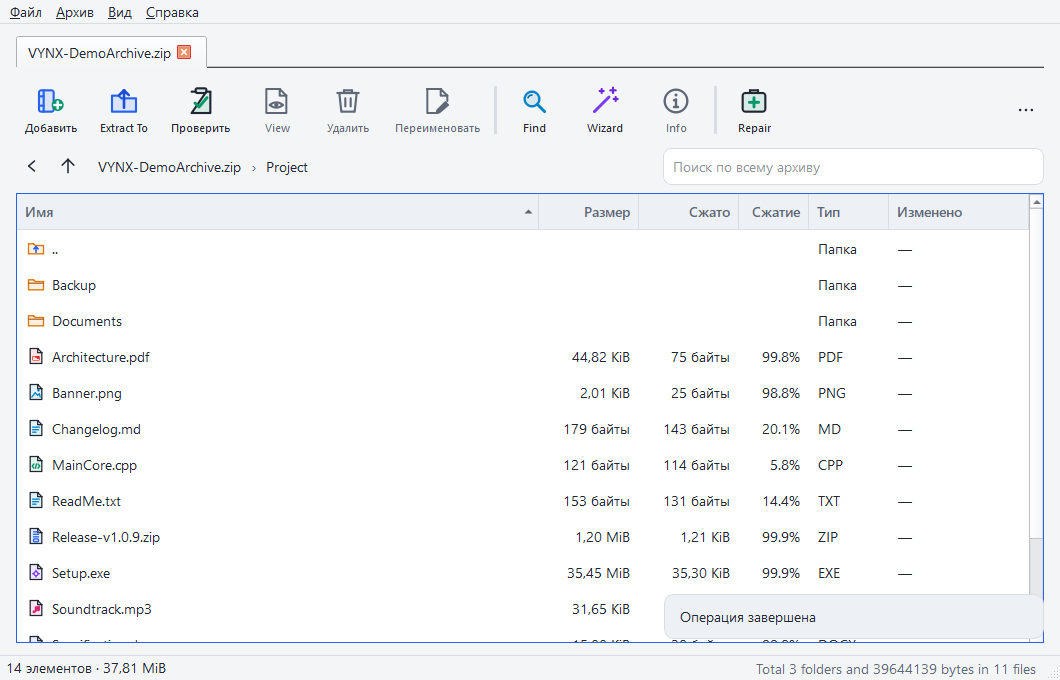 Файл Архив Вид Справка
VYNX-DemoArchive.zip
Добавить Extract To Проверить View Удалить Переименовать Find Wizard Info Repair ...
VYNX-DemoArchive.zip › Project Поиск по всему архиву
Имя Размер Сжато Сжатие Тип Изменено
.. Папка —
Backup Папка —
Documents Папка —
Architecture.pdf 44,82 KiB 75 байты 99.8% PDF —
Banner.png 2,01 KiB 25 байты 98.8% PNG —
Changelog.md 179 байты 143 байты 20.1% MD —
MainCore.cpp 121 байты 114 байты 5.8% CPP —
ReadMe.txt 153 байты 131 байты 14.4% TXT —
Release-v1.0.9.zip 1,20 MiB 1,21 KiB 99.9% ZIP —
Setup.exe 35,45 MiB 35,30 KiB 99.9% EXE —
Soundtrack.mp3 31,65 KiB
Операция завершена
14 элементов · 37,81 MiB Total 3 folders and 39644139 bytes in 11 files